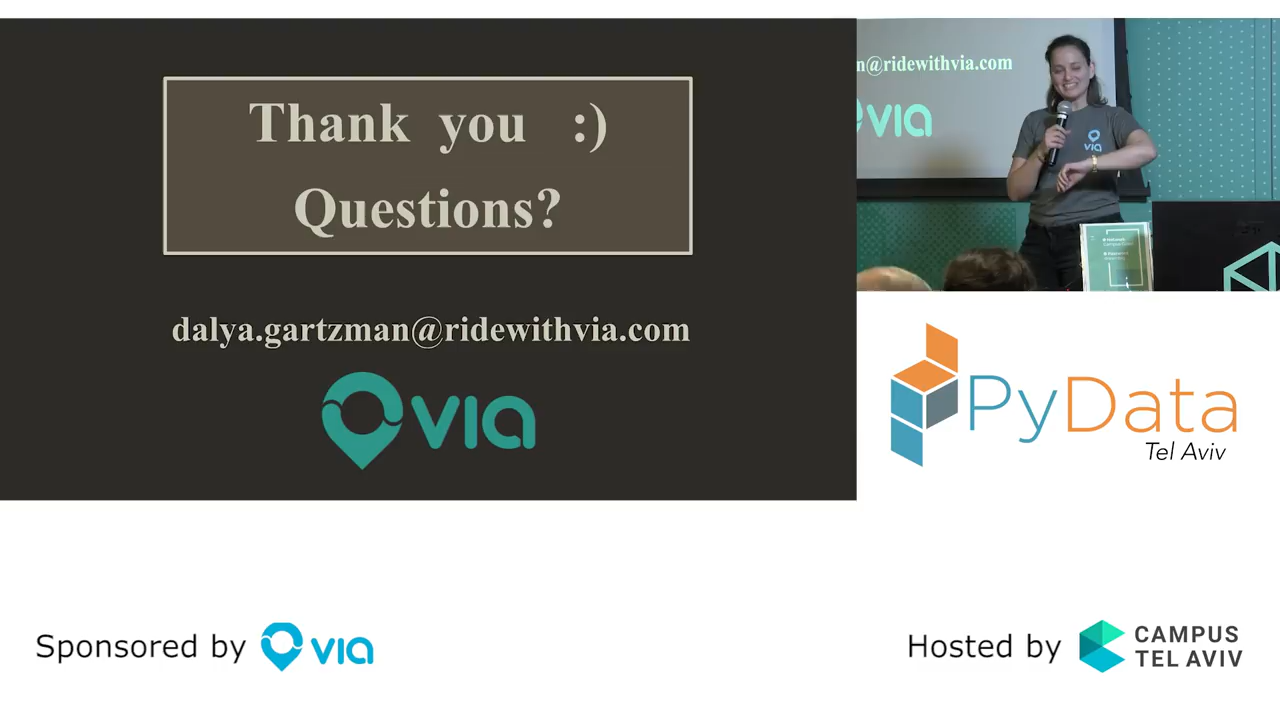 Thank you :)
Questions?
dalya.gartzman@ridewithvia.com
via
n@ridewithvia.com
via
via
PyData
Tel Aviv
Sponsored by via
Hosted by CAMPUS
TEL AVIV